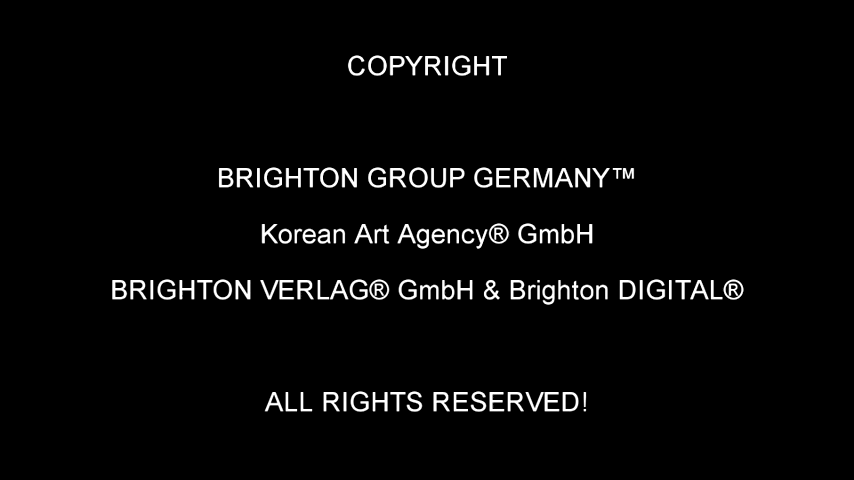 COPYRIGHT
BRIGHTON GROUP GERMANY™
Korean Art Agency® GmbH
BRIGHTON VERLAG® GmbH & Brighton DIGITAL®
ALL RIGHTS RESERVED!